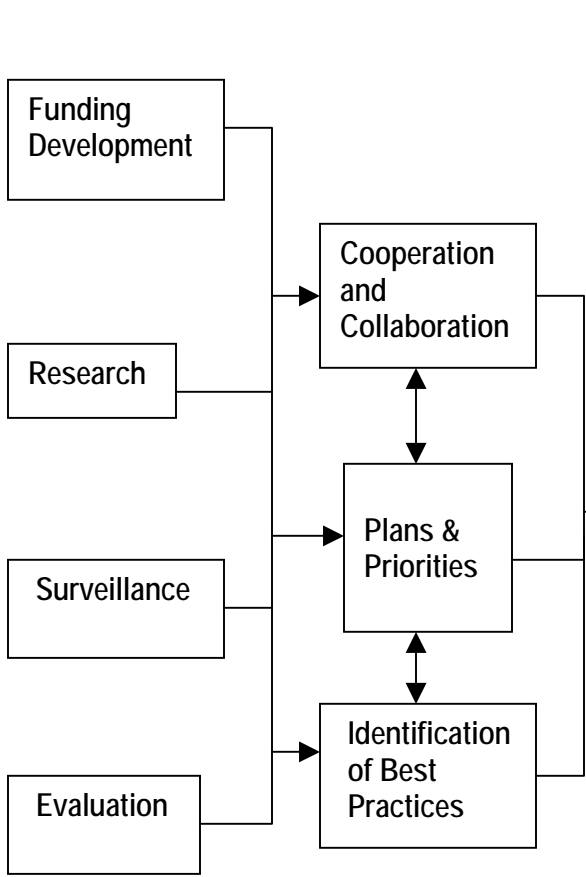 Funding
Development
Cooperation
and
Collaboration
Research
Plans &
Priorities
Surveillance
Identification
of Best
Practices
Evaluation